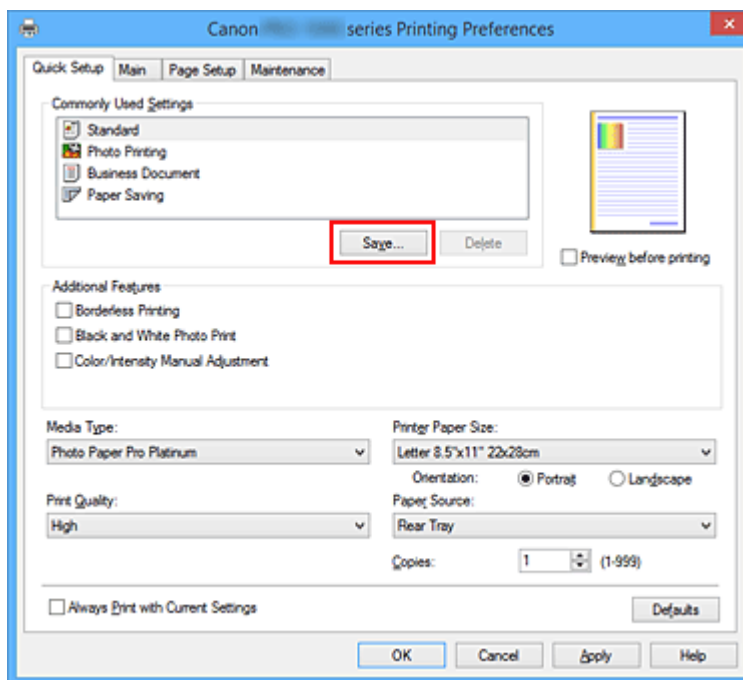 Canon series Printing Preferences
Quick Setup Main Page Setup Maintenance
Commonly Used Settings
Standard
Photo Printing
Business Document
Paper Saving
Save... Delete
Preview before printing
Additional Features
Borderless Printing
Black and White Photo Print
Color/Intensity Manual Adjustment
Media Type: Printer Paper Size:
Photo Paper Pro Platinum Letter 8.5"x11" 22x28cm
Orientation: Portrait Landscape
Print Quality: Paper Source:
High Rear Tray
Copies: 1 (1-999)
Always Print with Current Settings Defaults
OK Cancel Apply Help